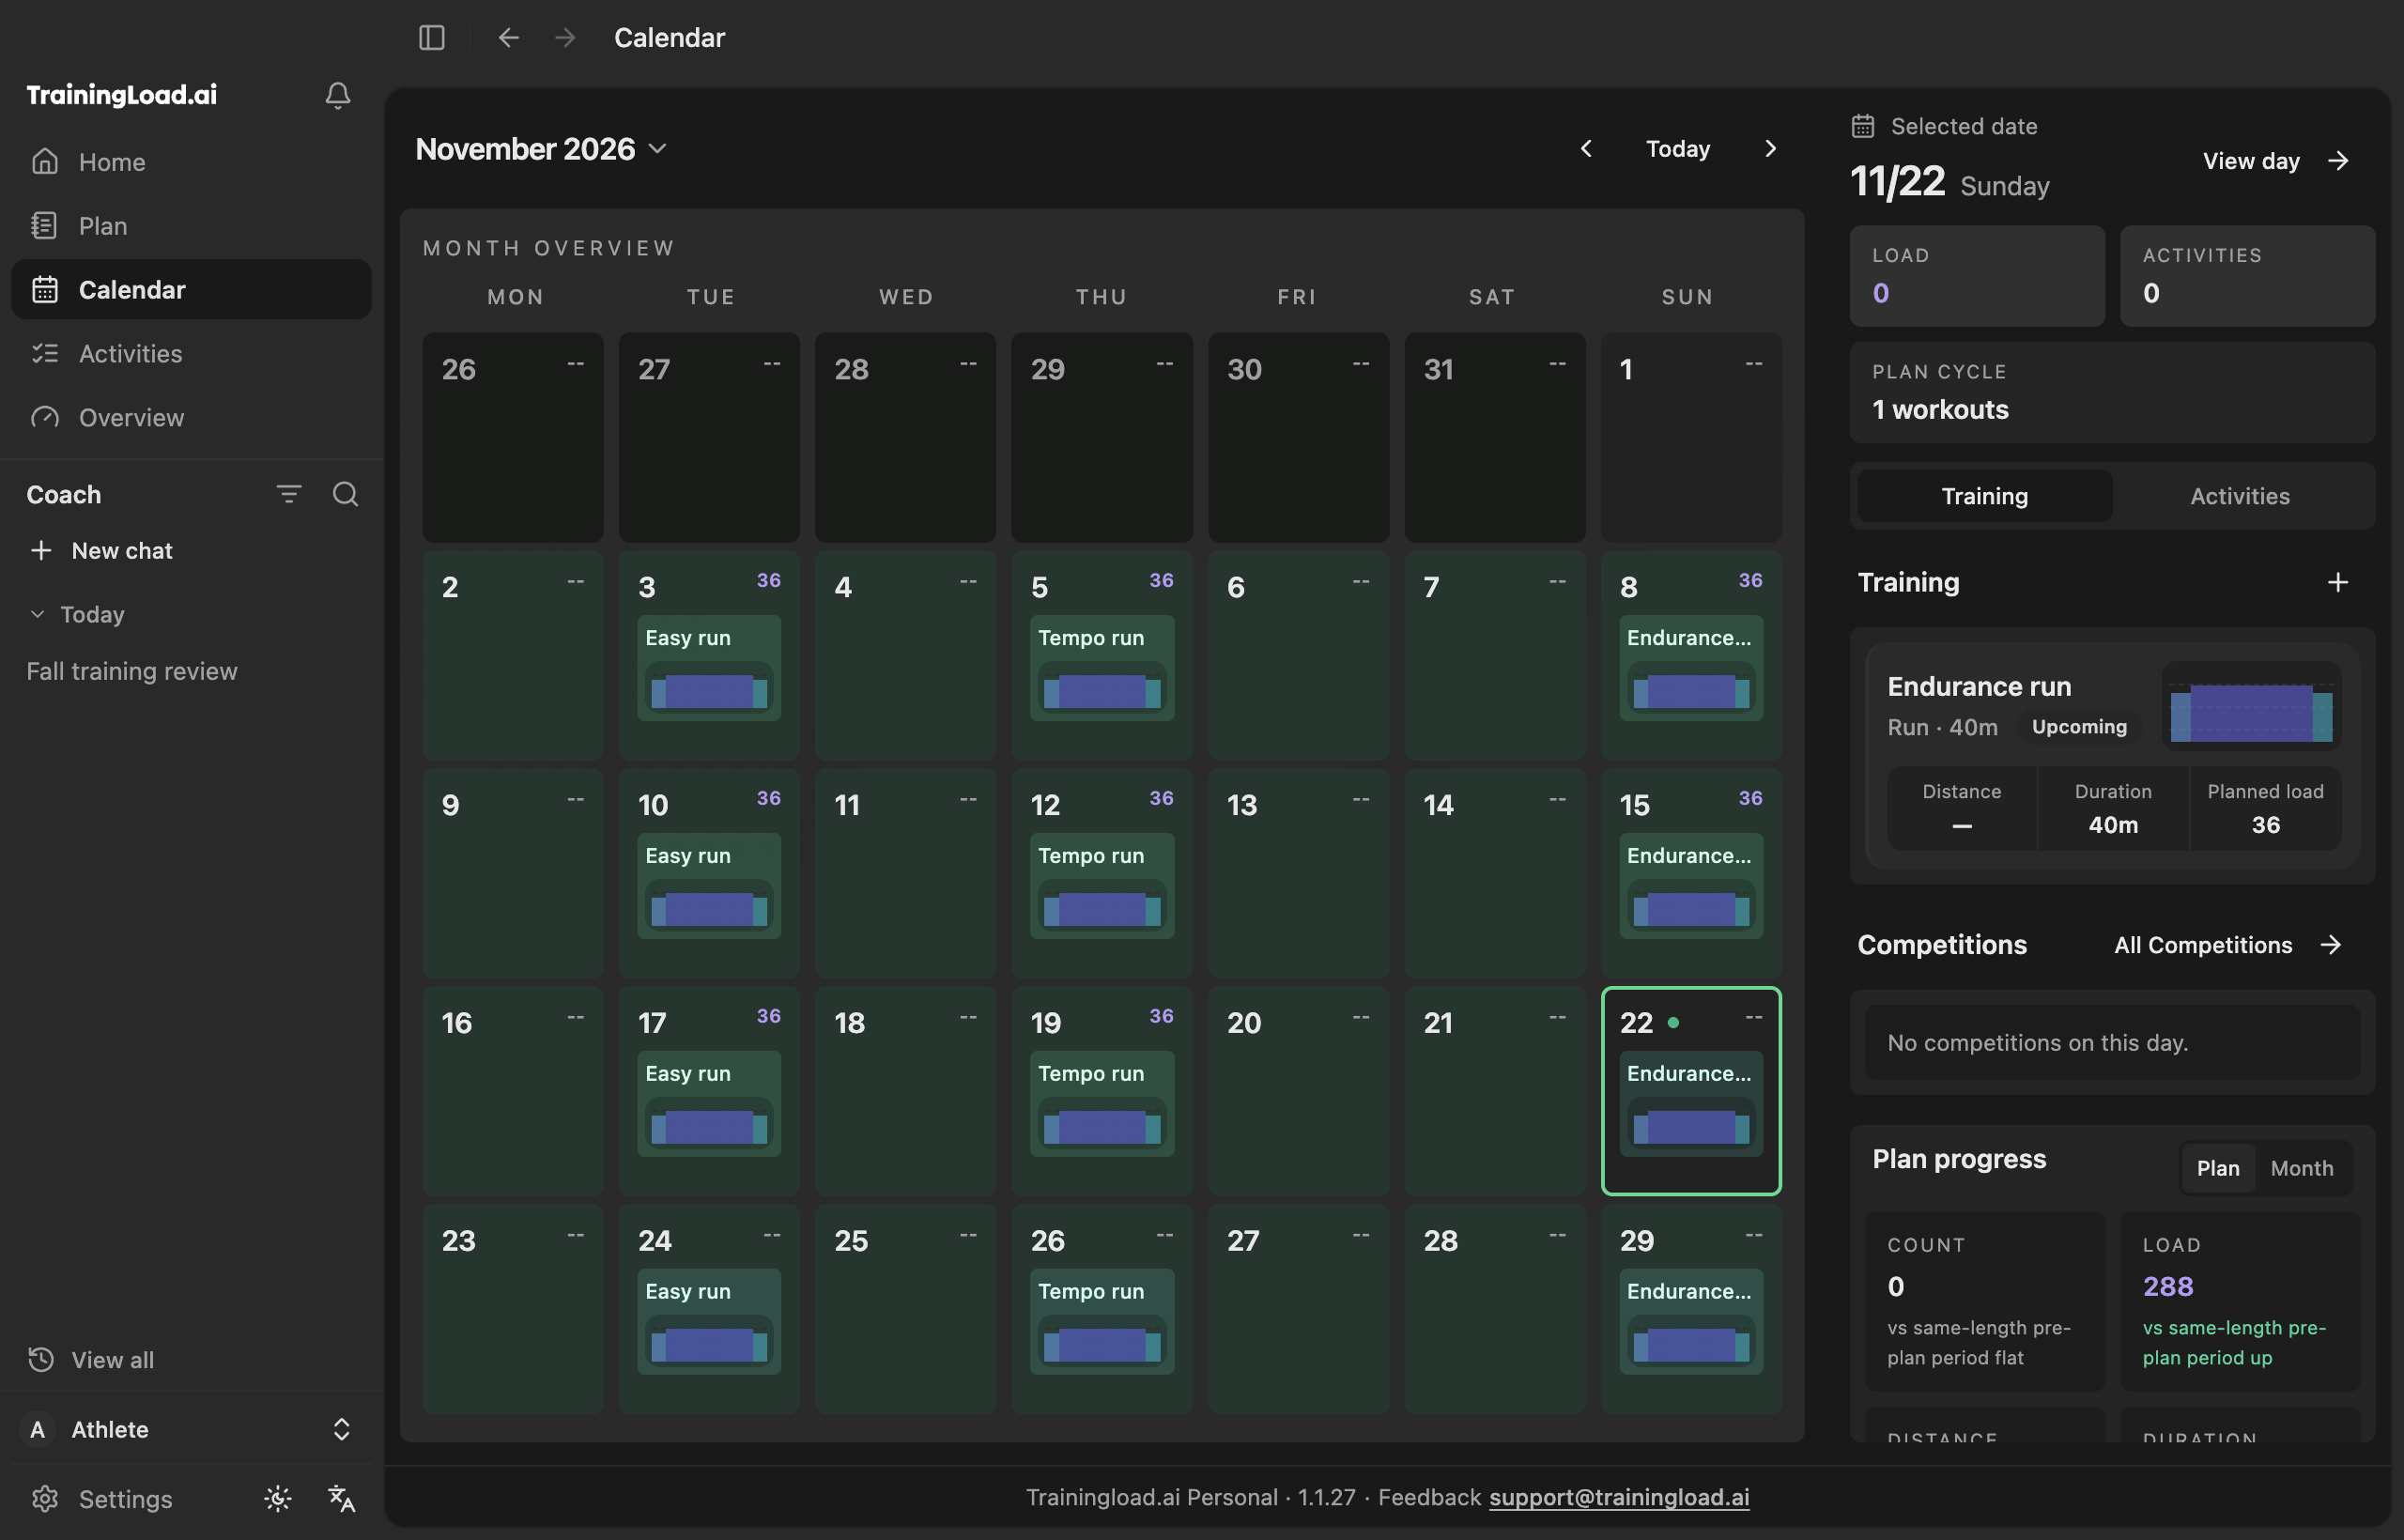 Calendar
TrainingLoad.ai
Home
Plan
Calendar
Activities
Overview
Coach
New chat
Today
Fall training review
View all
A Athlete
Settings
November 2026
Today
MONTH OVERVIEW
MON TUE WED THU FRI SAT SUN
26 -- 27 -- 28 -- 29 -- 30 -- 31 -- 1 --
2 -- 3 36 4 -- 5 36 6 -- 7 -- 8 36
Easy run Tempo run Endurance...
9 -- 10 36 11 -- 12 36 13 -- 14 -- 15 36
Easy run Tempo run Endurance...
16 -- 17 36 18 -- 19 36 20 -- 21 -- 22 --
Easy run Tempo run Endurance...
23 -- 24 -- 25 -- 26 -- 27 -- 28 -- 29 --
Easy run Tempo run Endurance...
Selected date
11/22 Sunday
View day
LOAD
0
ACTIVITIES
0
PLAN CYCLE
1 workouts
Training Activities
Training
Endurance run
Run · 40m Upcoming
Distance Duration Planned load
— 40m 36
Competitions All Competitions
No competitions on this day.
Plan progress Plan Month
COUNT
0
vs same-length pre-
plan period flat
LOAD
288
vs same-length pre-
plan period up
DISTANCE DURATION
Trainingload.ai Personal · 1.1.27 · Feedback support@trainingload.ai